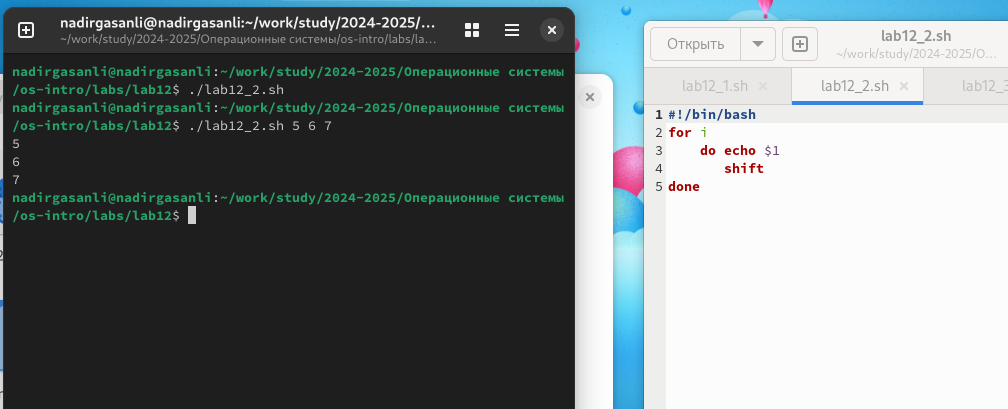 nadirgasanli@nadirgasanli:~/work/study/2024-2025/...
~/work/study/2024-2025/Операционные системы/os-intro/labs/la...
nadirgasanli@nadirgasanli:~/work/study/2024-2025/Операционные системы
/os-intro/labs/lab12$ ./lab12_2.sh
nadirgasanli@nadirgasanli:~/work/study/2024-2025/Операционные системы
/os-intro/labs/lab12$ ./lab12_2.sh 5 6 7
5
6
7
nadirgasanli@nadirgasanli:~/work/study/2024-2025/Операционные системы
/os-intro/labs/lab12$
Открыть
lab12_2.sh
~/work/study/2024-2025/О...
lab12_1.sh
lab12_2.sh
lab12_3
1 #!/bin/bash
2 for i
3 do echo $1
4 shift
5 done